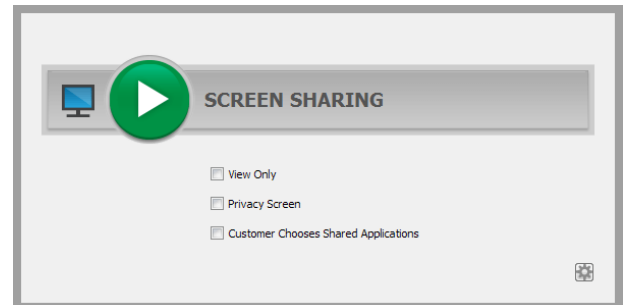 SCREEN SHARING
View Only
Privacy Screen
Customer Chooses Shared Applications